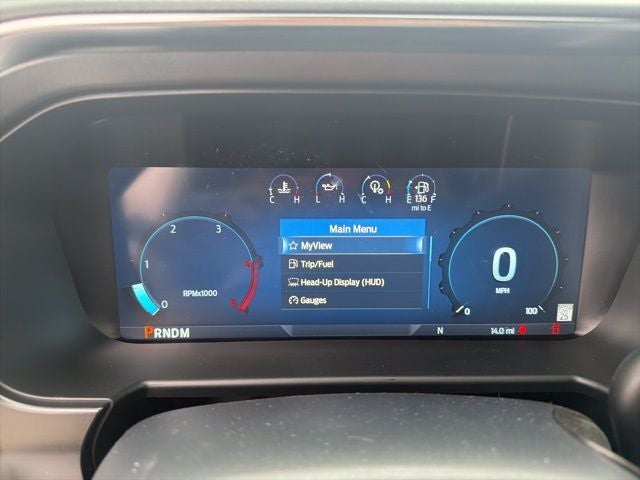 C H L H C H E 136 F
mi to E
Main Menu
MyView
Trip/Fuel
Head-Up Display (HUD)
Gauges
0 1 2 3 4 5
RPMx1000
0
MPH
0 100
PRNDM
N
14.0 mi
25